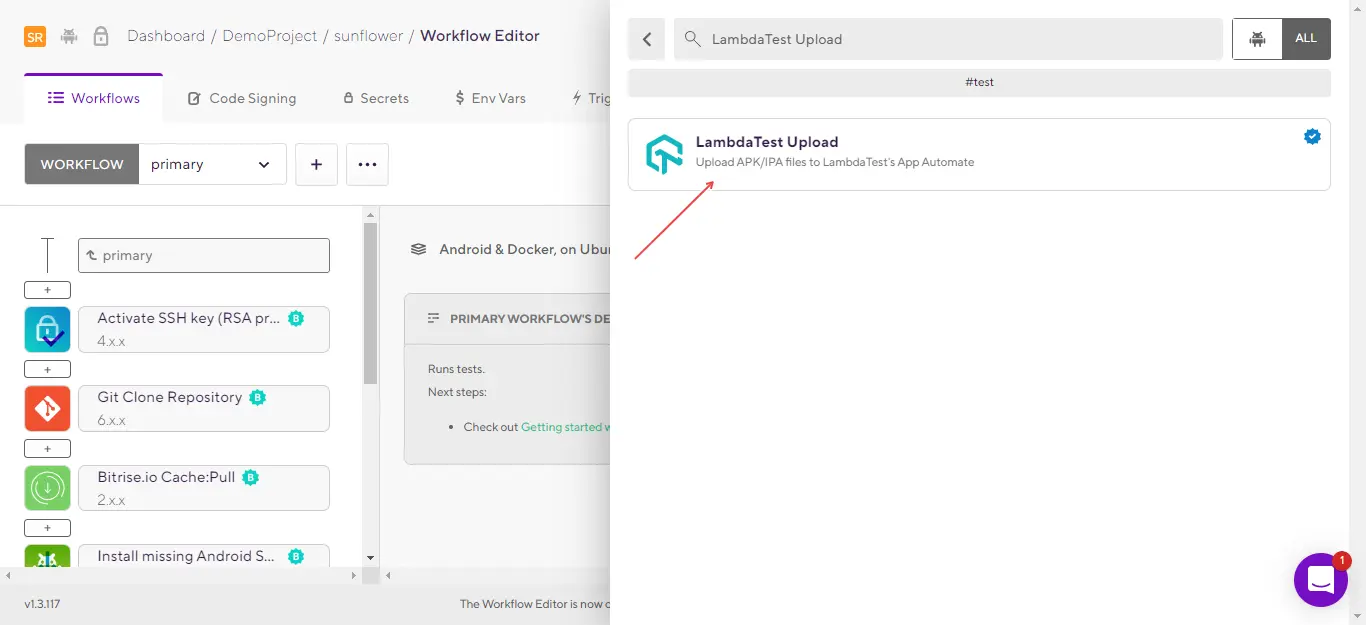 SR Dashboard / DemoProject / sunflower / Workflow Editor
Workflows Code Signing Secrets $ Env Vars Trig
WORKFLOW primary + ...
primary
+
Activate SSH key (RSA pr... B
4.x.x
+
Git Clone Repository B
6.x.x
+
Bitrise.io Cache:Pull B
2.x.x
+
Install missing Android S... B
Android & Docker, on Ubun
PRIMARY WORKFLOW'S DE
Runs tests.
Next steps:
• Check out Getting started w
v1.3.117
The Workflow Editor is now o
LambdaTest Upload
ALL
#test
LambdaTest Upload
Upload APK/IPA files to LambdaTest's App Automate
1